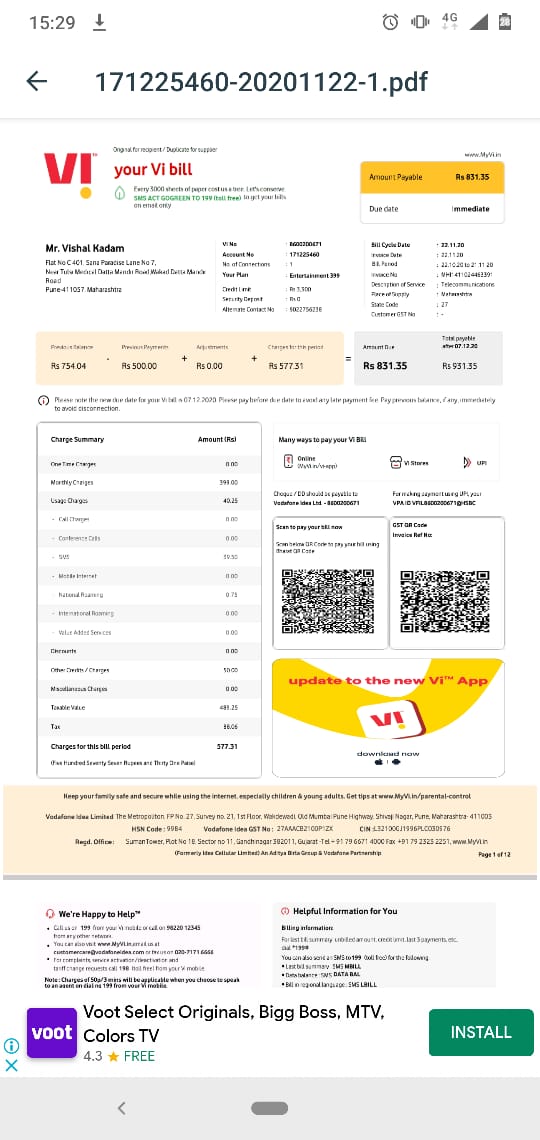 15:29
4G
28
171225460-20201122-1.pdf
Original for recipient / Duplicate for supplier
www.MyVi.in
VI™
your Vi bill
Every 3000 sheets of paper cost us a tree. Let's conserve.
SMS ACT GOGREEN TO 199 (toll free) to get your bills
on email only
Amount Payable Rs 831.35
Due date Immediate
Mr. Vishal Kadam
Flat No C 401, Sana Paradise Lane No 7,
Near Tulja Medical Datta Mandir Road,Wakad Datta Mandir
Road
Pune-411057, Maharashtra
Vi No : 8600200671
Account No : 171225460
No. of Connections : 1
Your Plan : Entertainment 399
Credit Limit : Rs 3,300
Security Deposit : Rs 0
Alternate Contact No : 9022756238
Bill Cycle Date : 22.11.20
Invoice Date : 22.11.20
Bill Period : 22.10.20 to 21.11.20
Invoice No
Description of Service : Telecommunications
Place of Supply : Maharashtra
State Code : 27
Customer GST No : -
Previous Balance Previous Payments Adjustments Charges for this period Amount Due Total payable after 07.12.20
Rs 754.04 - Rs 500.00 + Rs 0.00 + Rs 577.31 = Rs 831.35 Rs 931.35
Please note the new due date for your Vi bill is 07.12.2020. Please pay before due date to avoid any late payment fee. Pay previous balance, if any, immediately
to avoid disconnection.
Charge Summary Amount (Rs)
One Time Charges 0.00
Monthly Charges 399.00
Usage Charges 40.25
- Call Charges 0.00
- Conference Calls 0.00
- SMS 39.50
- Mobile Internet 0.00
- National Roaming 0.75
- International Roaming 0.00
- Value Added Services 0.00
Discounts 0.00
Other Credits / Charges 50.00
Miscellaneous Charges 0.00
Taxable Value 489.25
Tax 88.06
Charges for this bill period 577.31
(Five Hundred Seventy Seven Rupees and Thirty One Paise)
Many ways to pay your Vi Bill
Online
(MyVi.in/vi-app)
Vi Stores
UPI
Cheque / DD should be payable to
Vodafone Idea Ltd. - 8600200671
For making payment using UPI, your
VPA ID VFIL8600200671@HSBC
Scan to pay your bill now
Scan below QR Code to pay your bill using
Bharat QR Code
GST QR Code
Invoice Ref No:
update to the new Vi™ App
VI
download now
Keep your family safe and secure while using the internet, especially children & young adults. Get tips at www.MyVi.in/parental-control
Vodafone Idea Limited The Metropolitan, FP No. 27, Survey no. 21, 1st Floor, Wakdewadi, Old Mumbai Pune Highway, Shivaji Nagar, Pune, Maharashtra- 411003
HSN Code : 9984 Vodafone Idea GST No : 27AAACB2100P1ZX CIN :L32100GJ1996PLC030976
Regd. Office: Suman Tower, Plot No 18, Sector no 11, Gandhinagar 382011, Gujarat -Tel + 91 79 6671 4000 Fax +91 79 2323 2251, www.MyVi.in
(Formerly Idea Cellular Limited) An Aditya Birla Group & Vodafone Partnership.
Page 1 of 12
We're Happy to Help™
• Call us on 199 from your Vi mobile or call on 98220 12345
from any other network.
• You can also visit www.MyVi.in,email us at
customercare@vodafoneidea.com or fax us on 020-7171 6666
• For complaints, service activation/deactivation and
tariff change requests call 198 (toll free) from your Vi mobile.
Note : Charges of 50p/3 mins will be applicable when you choose to speak
to an agent on dialing 199 from your Vi mobile.
Helpful Information for You
Billing information:
For last bill summary, unbilled amount, credit limit, last 3 payments, etc.
dial *199#
You can also send an SMS to 199 (toll free) for the following
• Last bill summary : SMS MBILL
• Data balance : SMS DATA BAL
• Bill in regional language : SMS LBILL
voot
Voot Select Originals, Bigg Boss, MTV,
Colors TV
4.3 ★ FREE
INSTALL